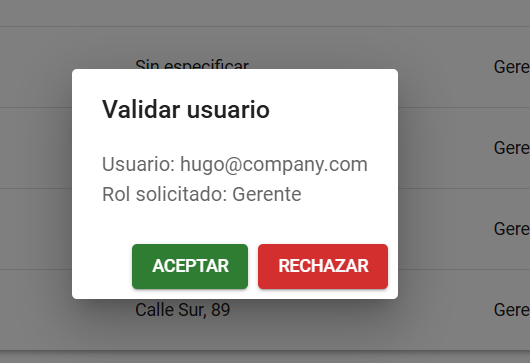 Sin especificar
Gere
Validar usuario
Gere
Usuario: hugo@company.com
Rol solicitado: Gerente
Gere
ACEPTAR
RECHAZAR
Calle Sur, 89
Gere